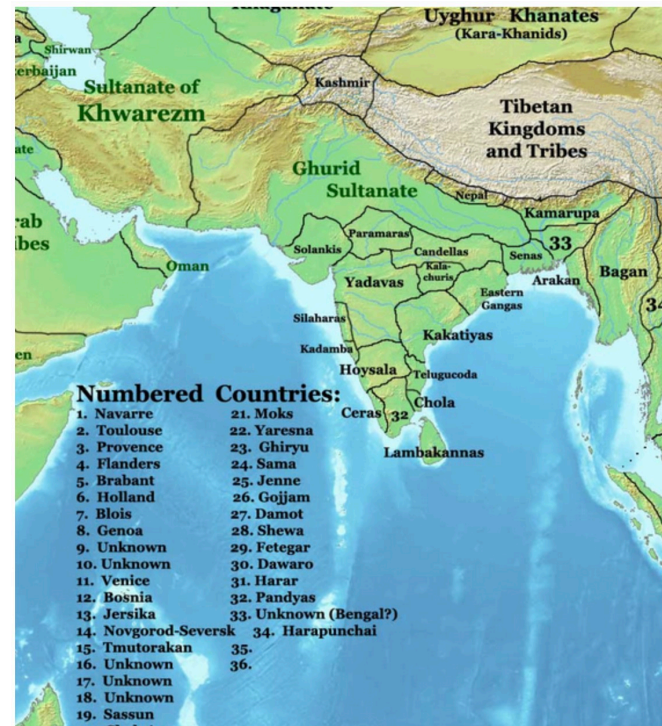 Uyghur Khanates
(Kara-Khanids)
Shirwan
Sultanate of
Khwarezm
Kashmir
Tibetan
Kingdoms
and Tribes
Ghurid
Sultanate
Nepal
Kamarupa
Paramaras
Solankis
Candellas
Senas
33
Kala-
churis
Yadavas
Bagan
Arakan
Eastern
Gangas
Oman
Silaharas
Kakatiyas
Kadamba
Hoysala
Telugucoda
Ceras
32
Chola
Lambakannas
Numbered Countries:
1. Navarre
2. Toulouse
3. Provence
4. Flanders
5. Brabant
6. Holland
7. Blois
8. Genoa
9. Unknown
10. Unknown
11. Venice
12. Bosnia
13. Jersika
14. Novgorod-Seversk
15. Tmutorakan
16. Unknown
17. Unknown
18. Unknown
19. Sassun
21. Moks
22. Yaresna
23. Ghiryu
24. Sama
25. Jenne
26. Gojjam
27. Damot
28. Shewa
29. Fetegar
30. Dawaro
31. Harar
32. Pandyas
33. Unknown (Bengal?)
34. Harapunchai
35.
36.